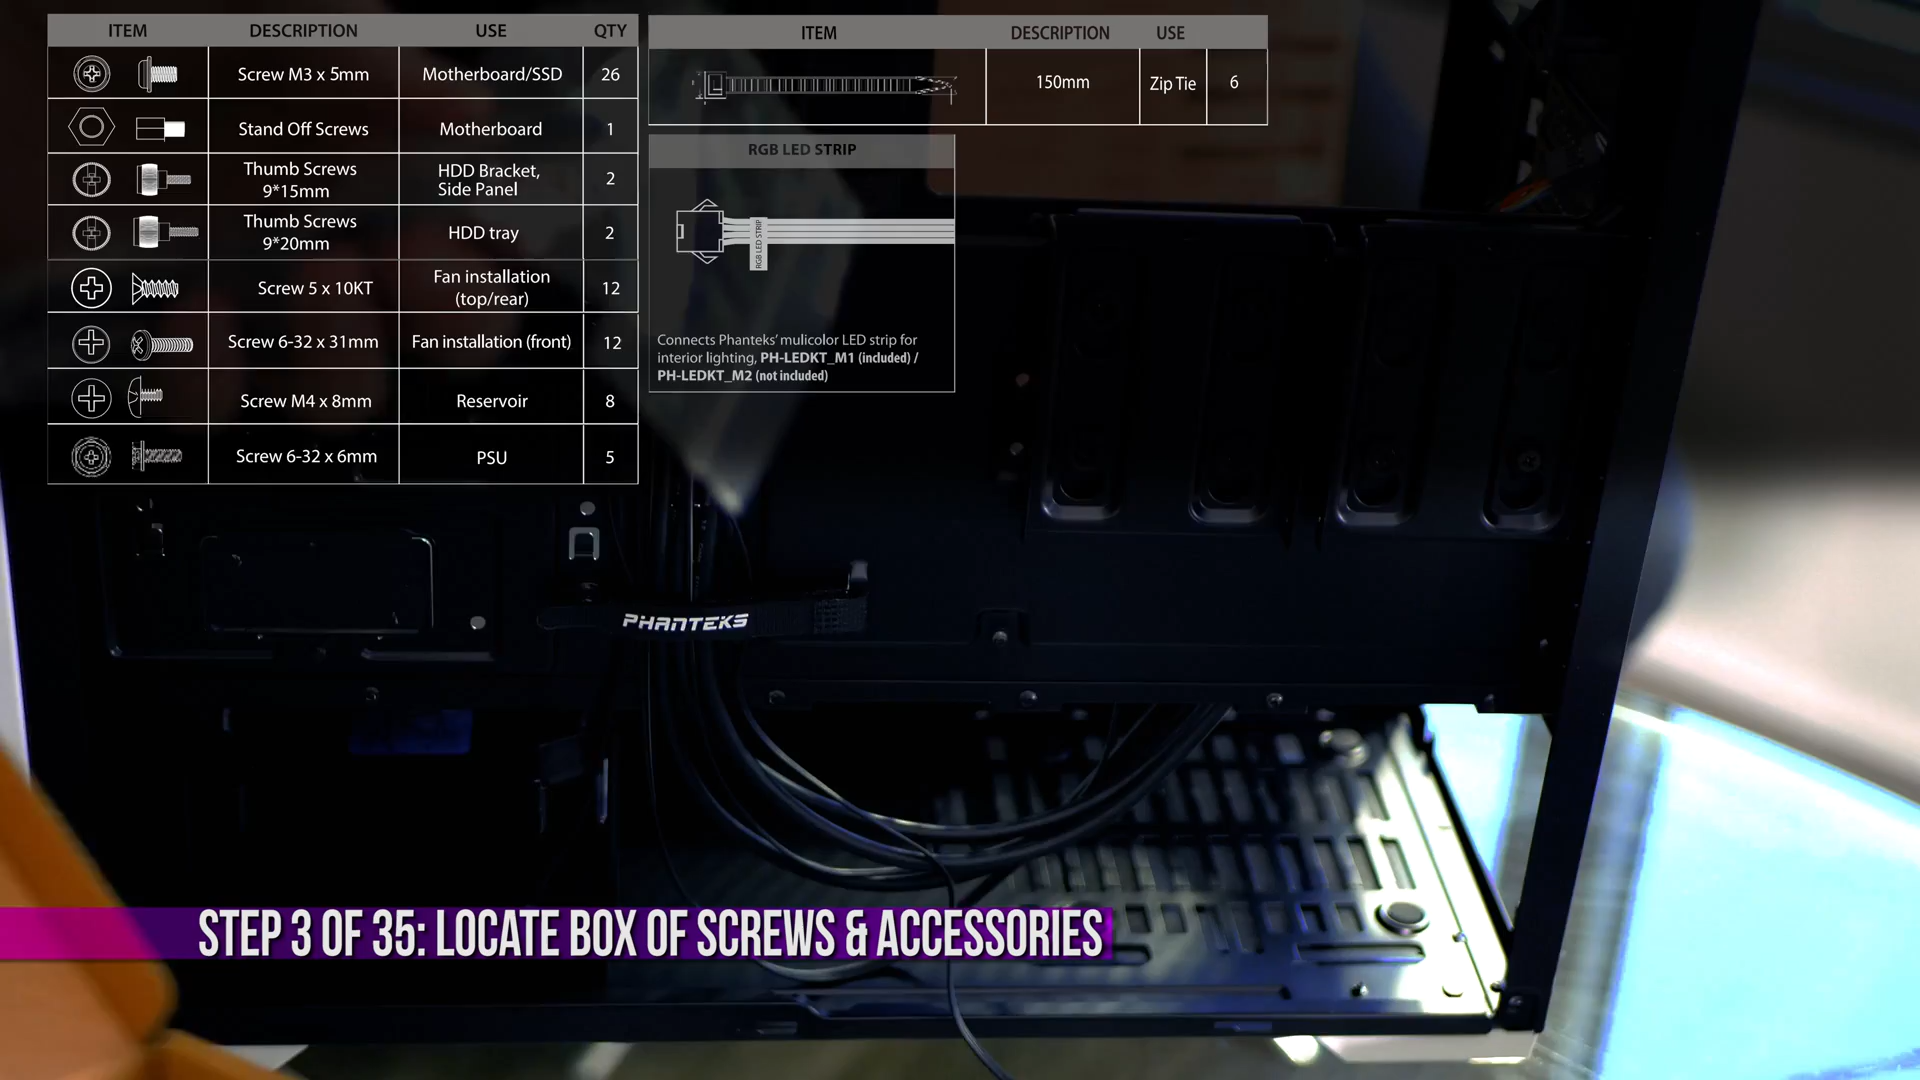 ITEM DESCRIPTION USE QTY
Screw M3 x 5mm Motherboard/SSD 26
Stand Off Screws Motherboard 1
Thumb Screws 9*15mm HDD Bracket, Side Panel 2
Thumb Screws 9*20mm HDD tray 2
Screw 5 x 10KT Fan installation (top/rear) 12
Screw 6-32 x 31mm Fan installation (front) 12
Screw M4 x 8mm Reservoir 8
Screw 6-32 x 6mm PSU 5
ITEM DESCRIPTION USE
150mm Zip Tie 6
RGB LED STRIP
RGB LED STRIP
Connects Phanteks' mulicolor LED strip for
interior lighting, PH-LEDKT_M1 (included) /
PH-LEDKT_M2 (not included)
PHANTEKS
STEP 3 OF 35: LOCATE BOX OF SCREWS & ACCESSORIES